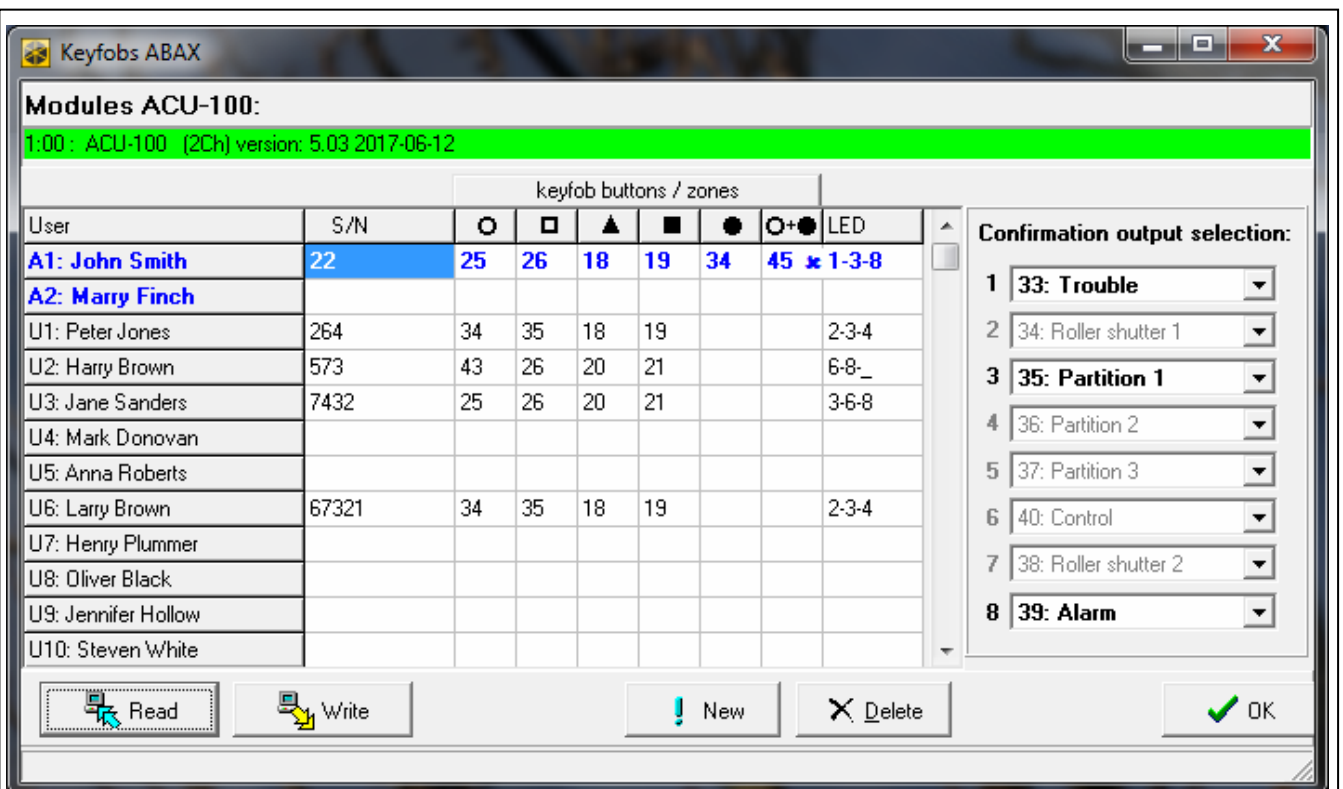 Keyfobs ABAX
Modules ACU-100:
1:00 : ACU-100 (2Ch) version: 5.03 2017-06-12
keyfob buttons / zones
User S/N ○ □ ▲ ■ ● ○+● LED
A1: John Smith 22 25 26 18 19 34 45 × 1-3-8
A2: Marry Finch
U1: Peter Jones 264 34 35 18 19 2-3-4
U2: Harry Brown 573 43 26 20 21 6-8-_
U3: Jane Sanders 7432 25 26 20 21 3-6-8
U4: Mark Donovan
U5: Anna Roberts
U6: Larry Brown 67321 34 35 18 19 2-3-4
U7: Henry Plummer
U8: Oliver Black
U9: Jennifer Hollow
U10: Steven White
Confirmation output selection:
1 33: Trouble
2 34: Roller shutter 1
3 35: Partition 1
4 36: Partition 2
5 37: Partition 3
6 40: Control
7 38: Roller shutter 2
8 39: Alarm
Read Write New Delete OK